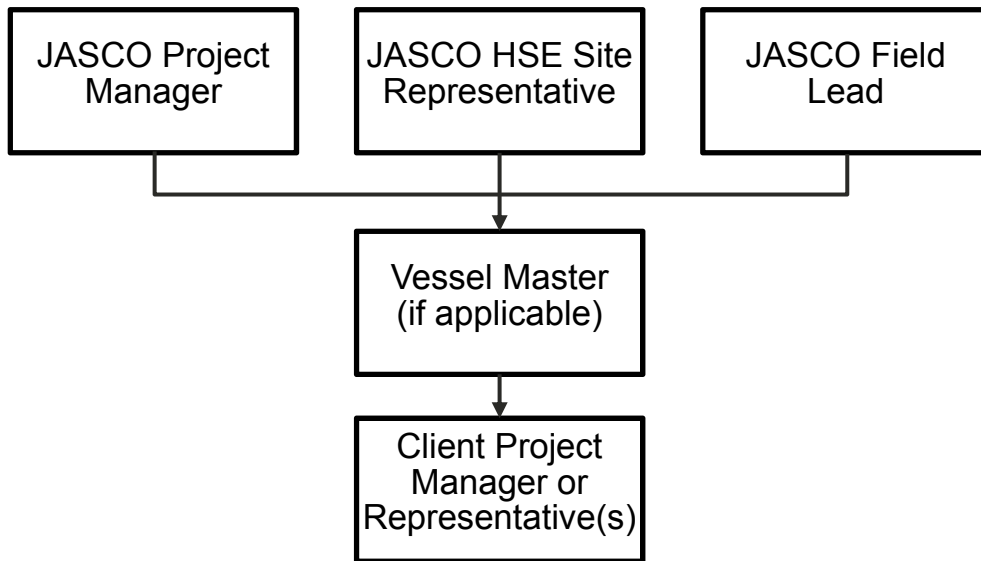 JASCO Project
Manager
JASCO HSE Site
Representative
JASCO Field
Lead
Vessel Master
(if applicable)
Client Project
Manager or
Representative(s)